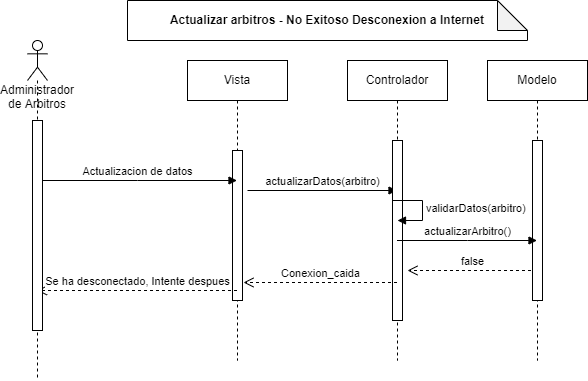 Actualizar arbitros - No Exitoso Desconexion a Internet
Administrador
de Arbitros
Vista
Controlador
Modelo
Actualizacion de datos
actualizarDatos(arbitro)
validarDatos(arbitro)
actualizarArbitro()
false
Conexion_caida
Se ha desconectado, Intente despues